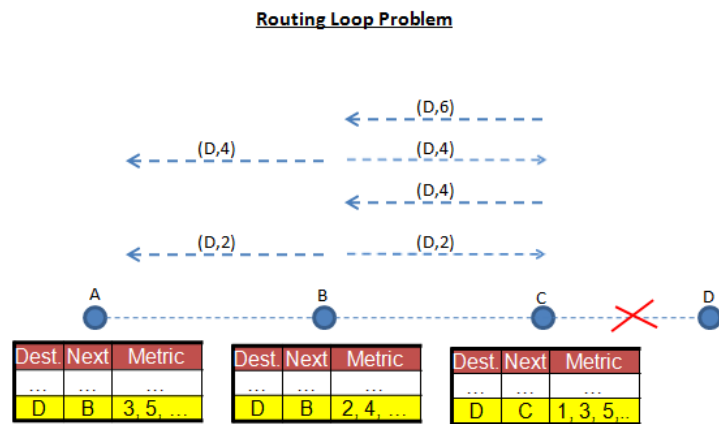 Routing Loop Problem
(D,6)
(D,4) (D,4)
(D,4)
(D,2) (D,2)
A B C D
Dest. Next Metric
... ... ...
D B 3, 5, ...
Dest. Next Metric
... ... ...
D B 2, 4, ...
Dest. Next Metric
... ... ...
D C 1, 3, 5,..